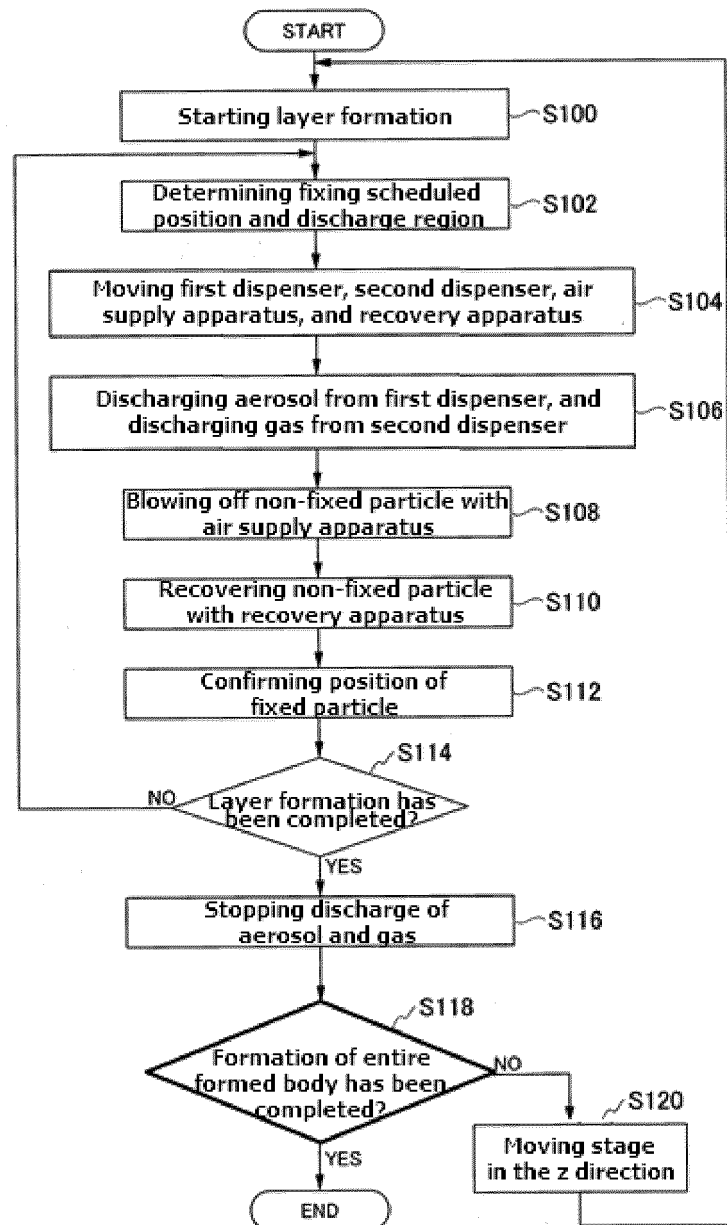 START
Starting layer formation
S100
Determining fixing scheduled
position and discharge region
S102
Moving first dispenser, second dispenser, air
supply apparatus, and recovery apparatus
S104
Discharging aerosol from first dispenser, and
discharging gas from second dispenser
S106
Blowing off non-fixed particle with
air supply apparatus
S108
Recovering non-fixed particle
with recovery apparatus
S110
Confirming position of
fixed particle
S112
S114
Layer formation has
been completed?
NO
YES
Stopping discharge of
aerosol and gas
S116
S118
Formation of entire
formed body has been
completed?
NO
S120
Moving stage
in the z direction
YES
END